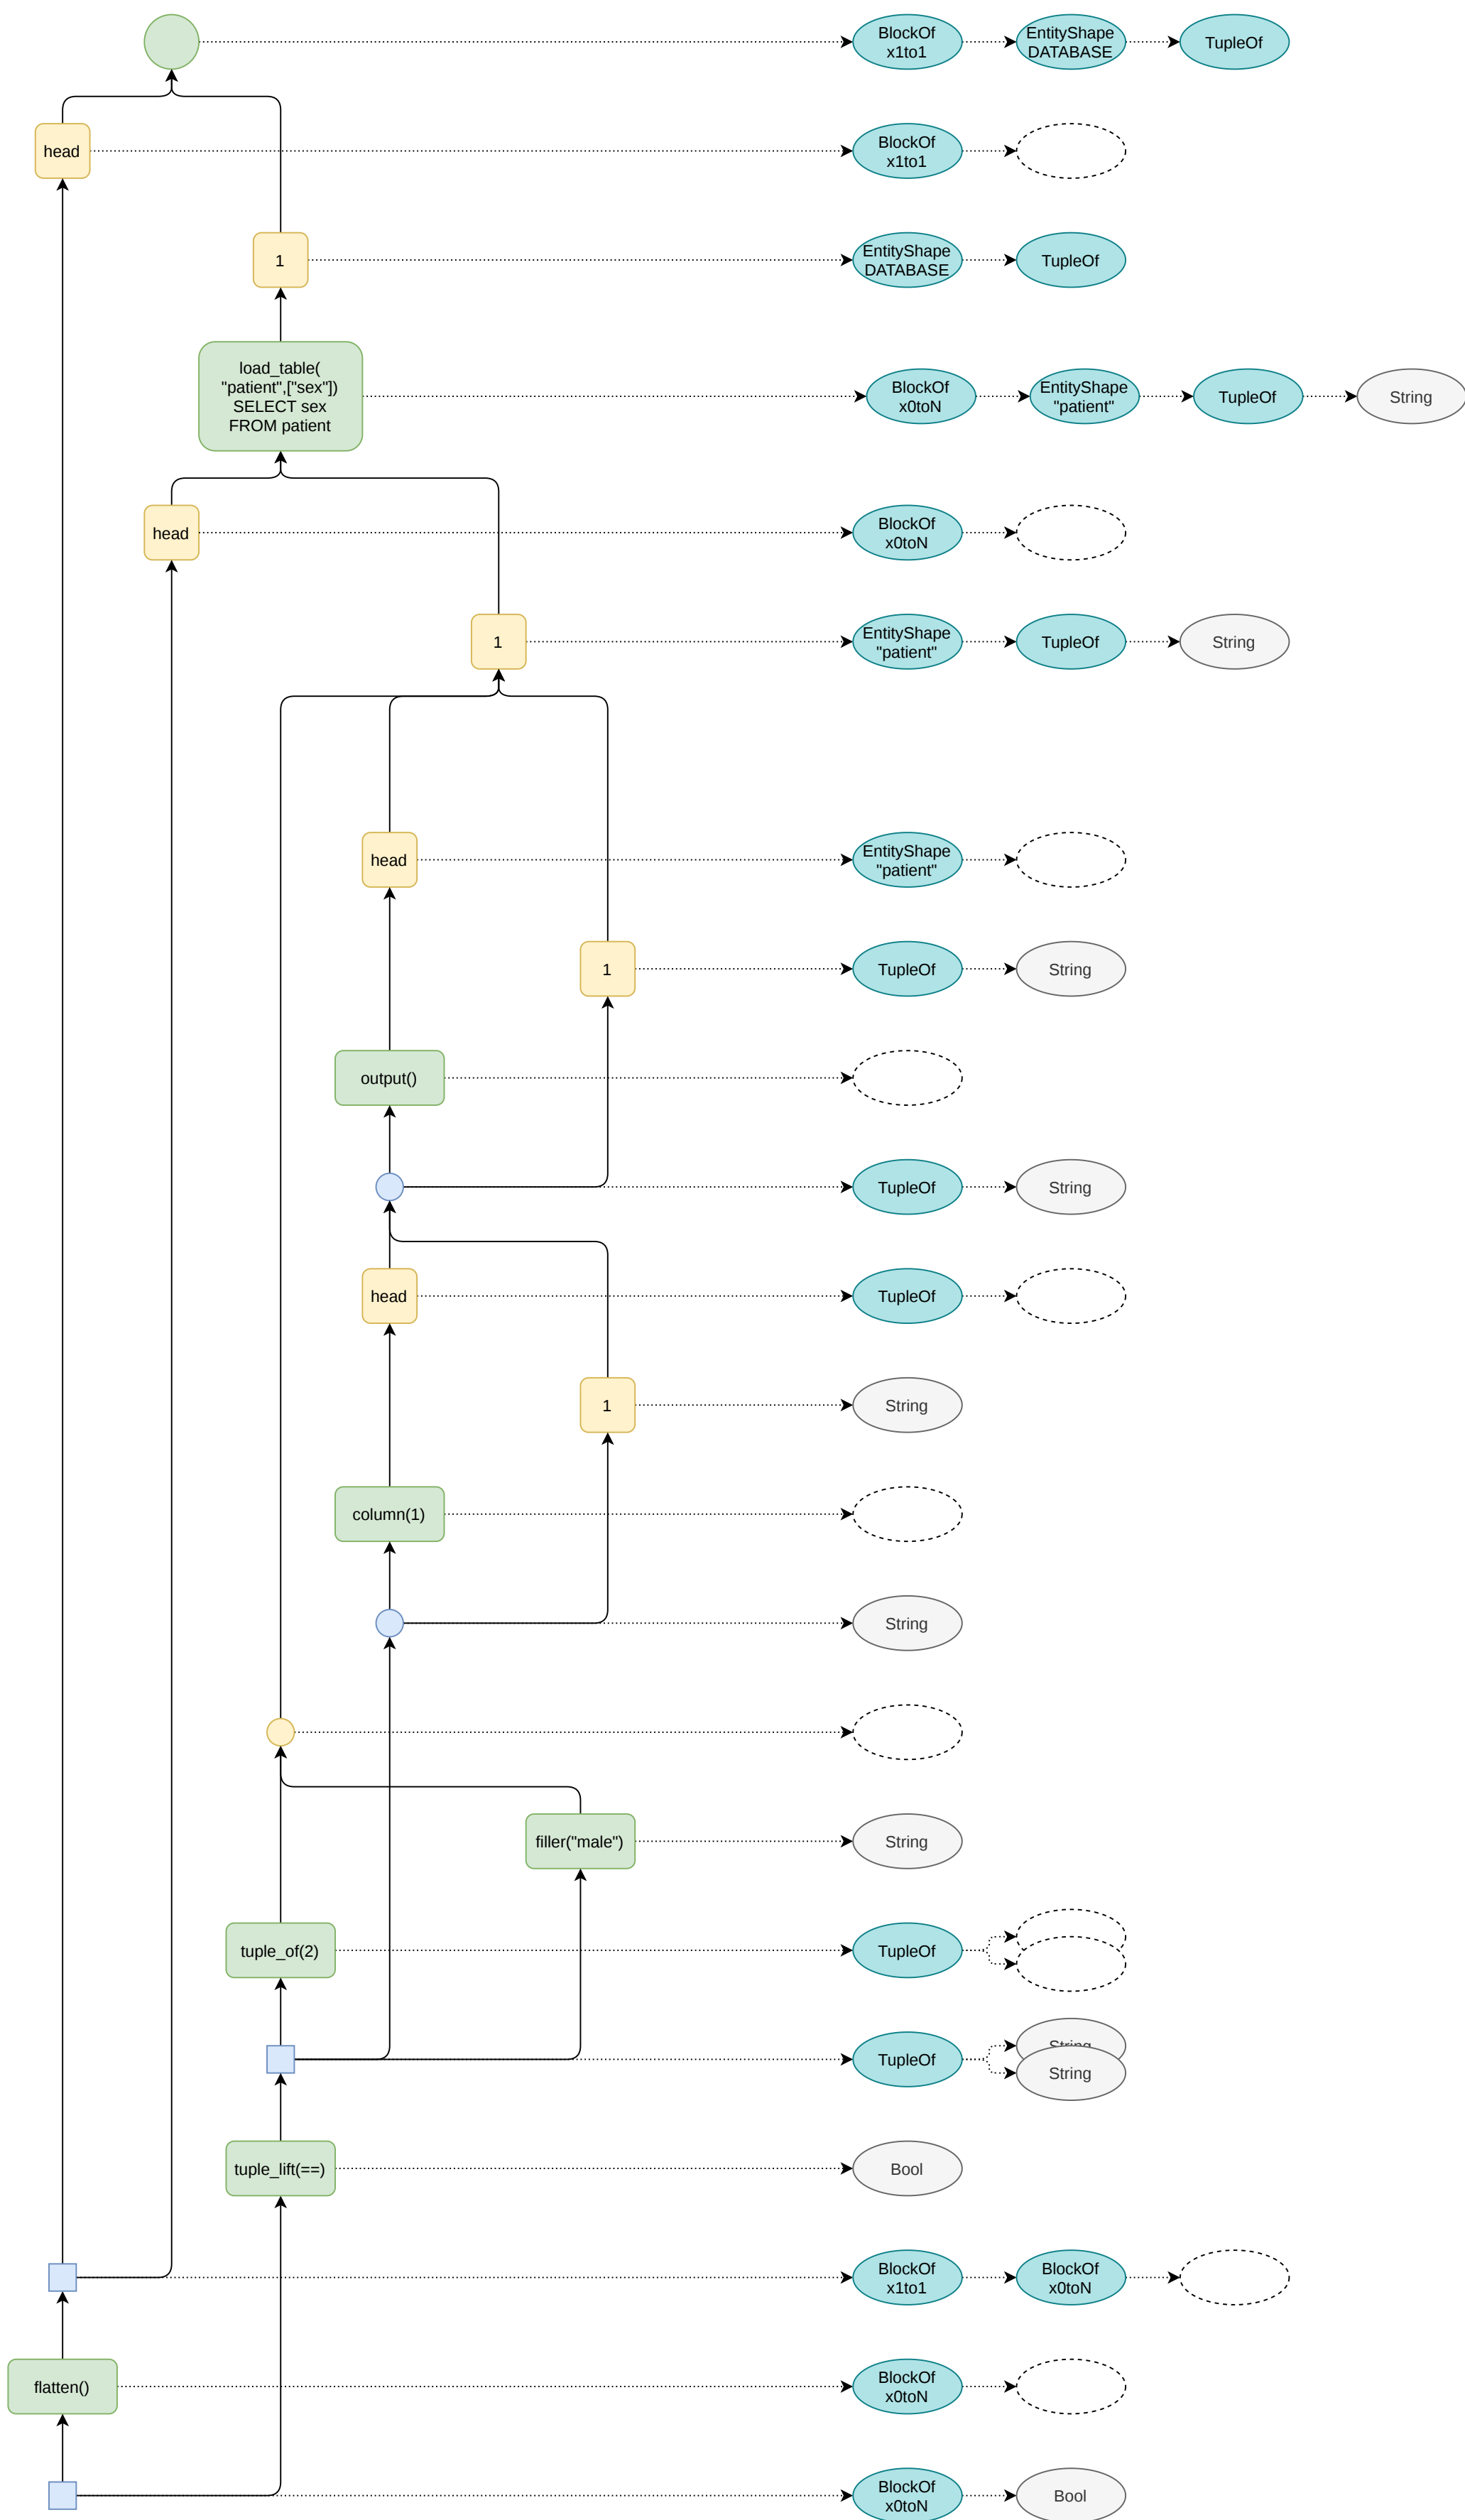 BlockOf
x1to1
EntityShape
DATABASE
TupleOf
head
BlockOf
x1to1
1
EntityShape
DATABASE
TupleOf
load_table(
"patient",["sex"])
SELECT sex
FROM patient
BlockOf
x0toN
EntityShape
"patient"
TupleOf
String
head
BlockOf
x0toN
1
EntityShape
"patient"
TupleOf
String
head
EntityShape
"patient"
1
TupleOf
String
output()
TupleOf
String
head
TupleOf
1
String
column(1)
String
filler("male")
String
tuple_of(2)
TupleOf
TupleOf
String
String
tuple_lift(==)
Bool
BlockOf
x1to1
BlockOf
x0toN
flatten()
BlockOf
x0toN
BlockOf
x0toN
Bool